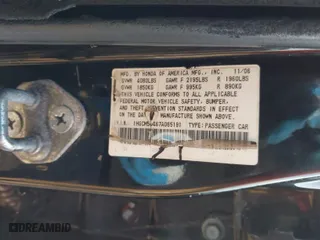 MFD. BY HONDA OF AMERICA MFG., INC. 11/06
GVWR 4080LBS GAWR F 2195LBS R 1960LBS
GVWR 1850KG GAWR F 995KG R 890KG
THIS VEHICLE CONFORMS TO ALL APPLICABLE
FEDERAL MOTOR VEHICLE SAFETY, BUMPER,
AND THEFT PREVENTION STANDARDS IN EFFECT
ON THE DATE OF MANUFACTURE SHOWN ABOVE.
V.I.N. TYPE: PASSENGER CAR
DREAMBID